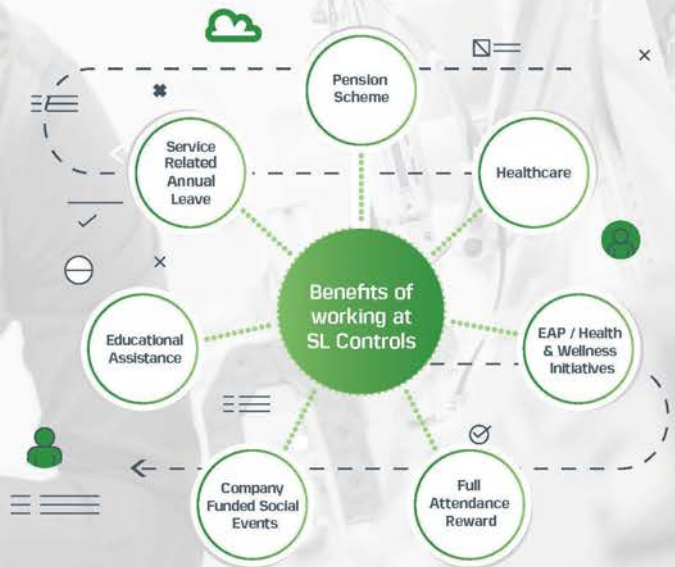 Pension
Scheme
Service
Related
Annual
Leave
Healthcare
Benefits of
working at
SL Controls
Educational
Assistance
EAP / Health
& Wellness
Initiatives
Company
Funded Social
Events
Full
Attendance
Reward